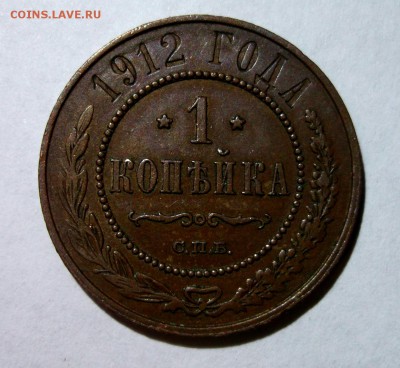 COINS.LAVE.RU
1912 ГОДА
* 1 *
КОПѢЙКА
С.П.Б.